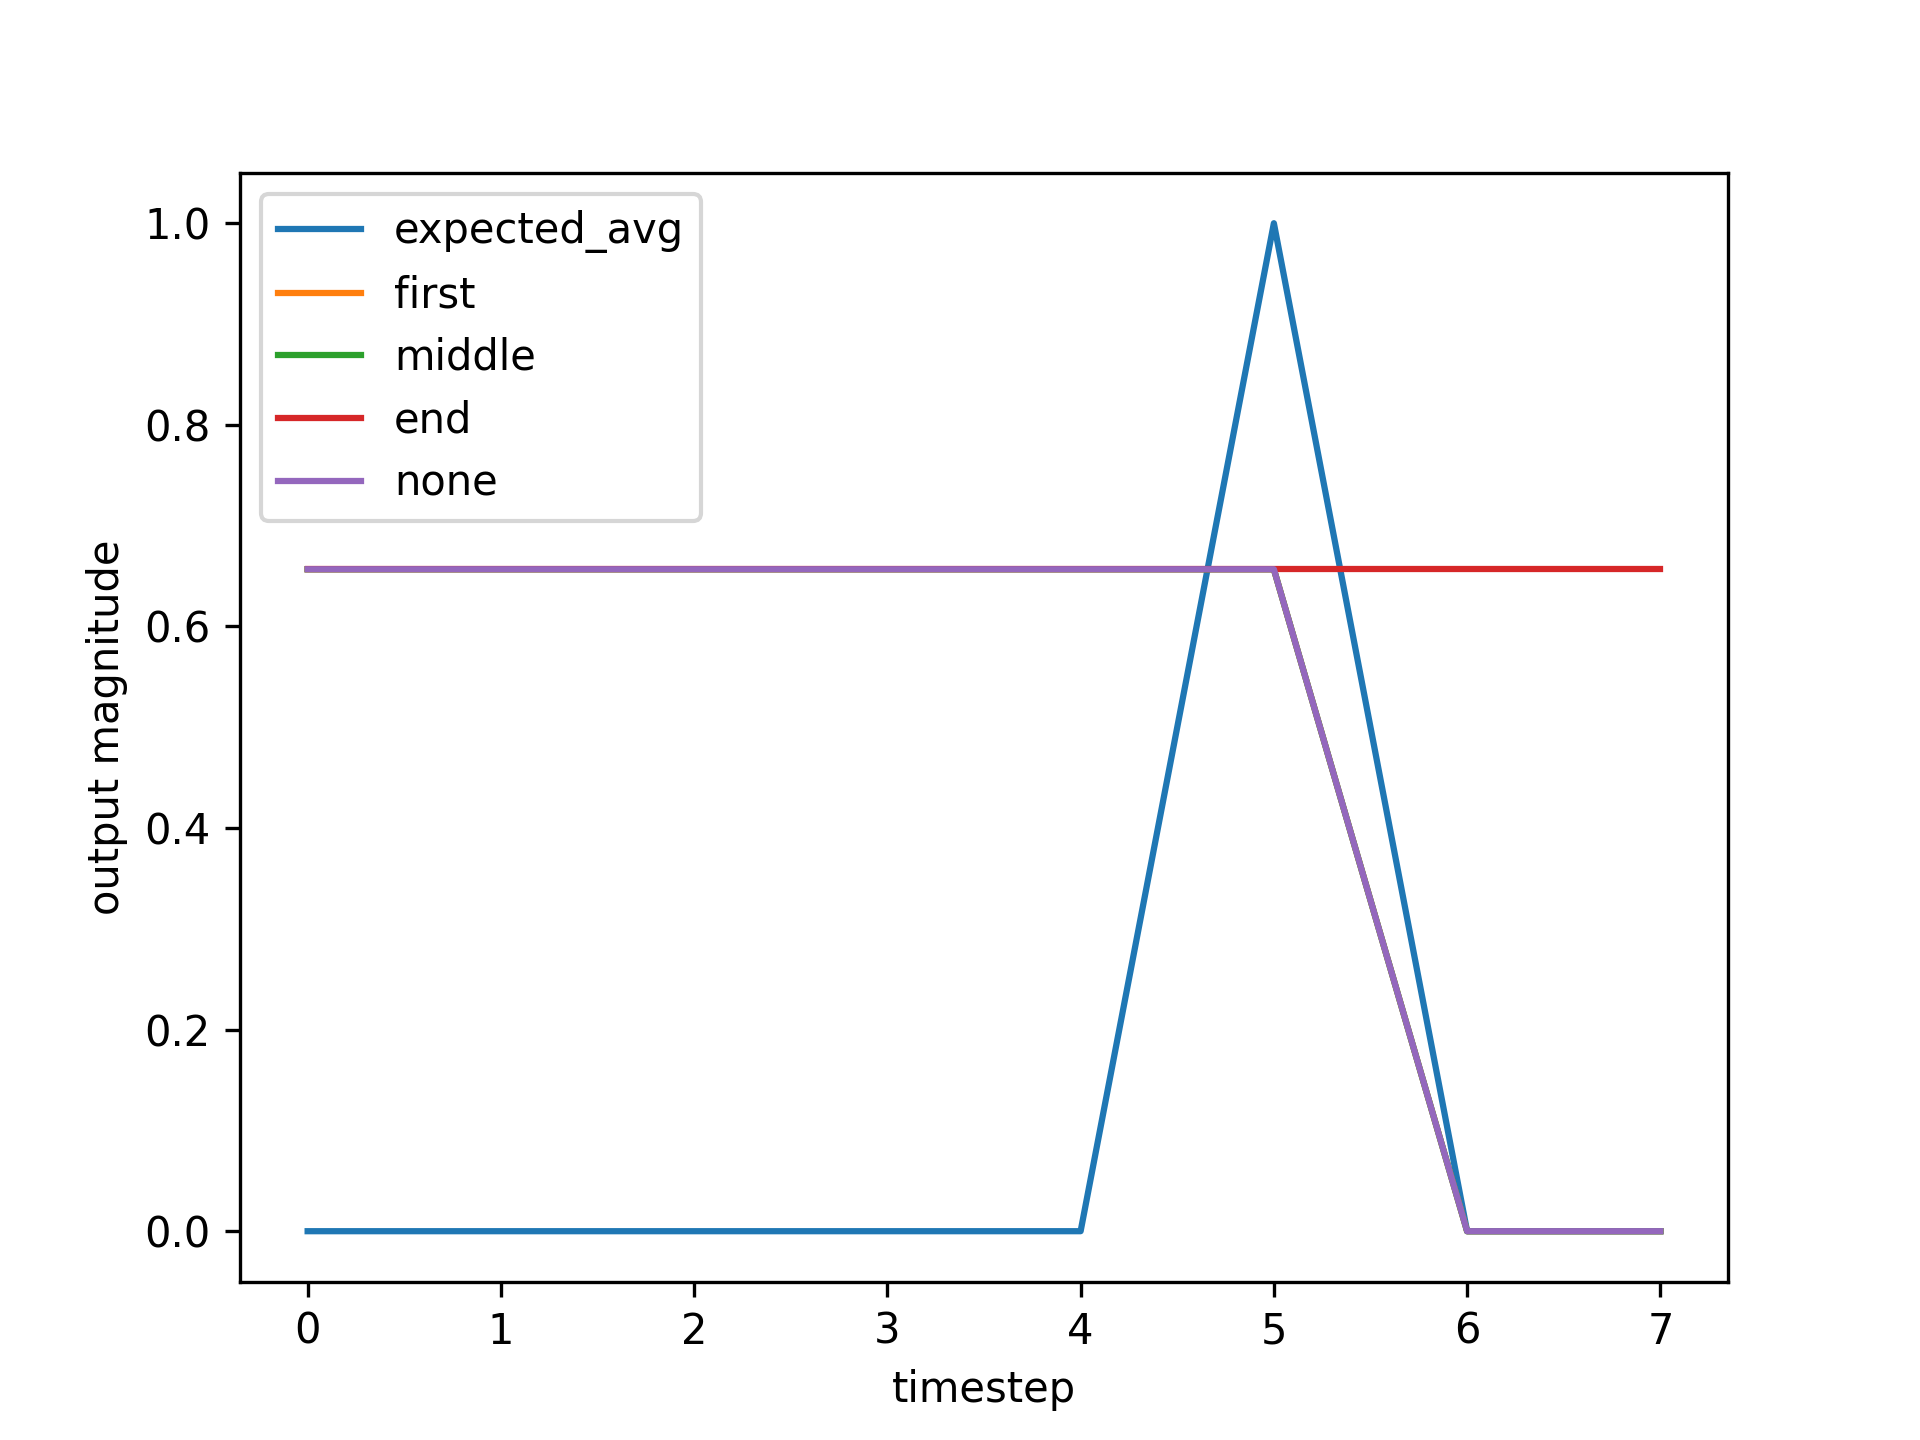 expected_avg
first
middle
end
none
output magnitude
1.0
0.8
0.6
0.4
0.2
0.0
0 1 2 3 4 5 6 7
timestep